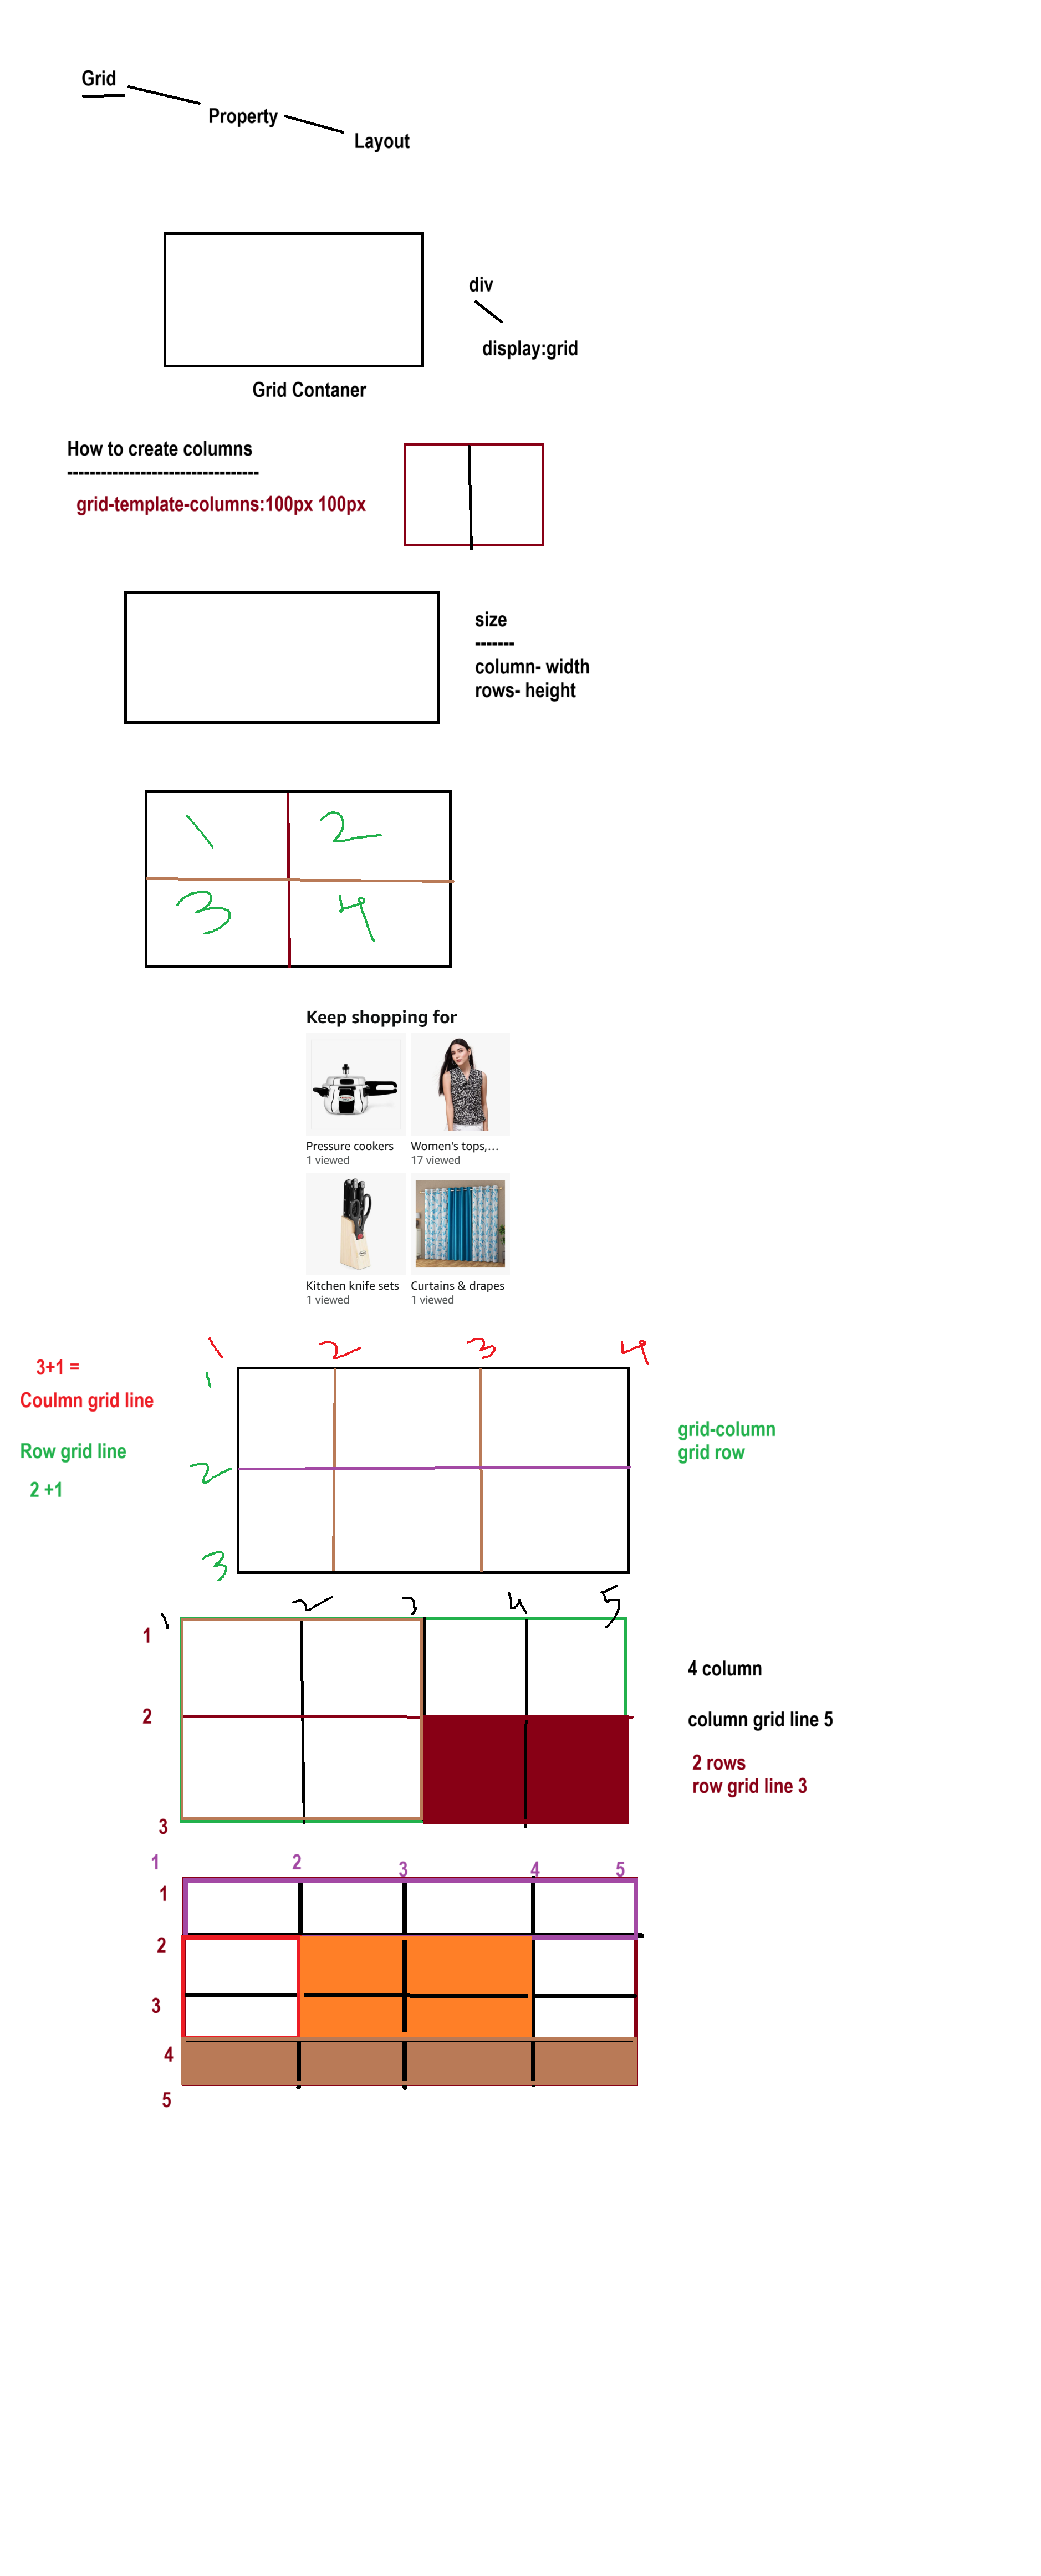 Grid
Property
Layout
div
display:grid
Grid Contaner
How to create columns
---------------------------------
grid-template-columns:100px 100px
size
-------
column- width
rows- height
1 2
3 4
Keep shopping for
Pressure cookers Women's tops,...
1 viewed 17 viewed
Kitchen knife sets Curtains & drapes
1 viewed 1 viewed
1 2 3 4
3+1 =
1
Coulmn grid line
grid-column
Row grid line
grid row
2
2 +1
3
1 2 3 4 5
1
4 column
2
column grid line 5
2 rows
row grid line 3
3
1 2 3 4 5
1
2
3
4
5